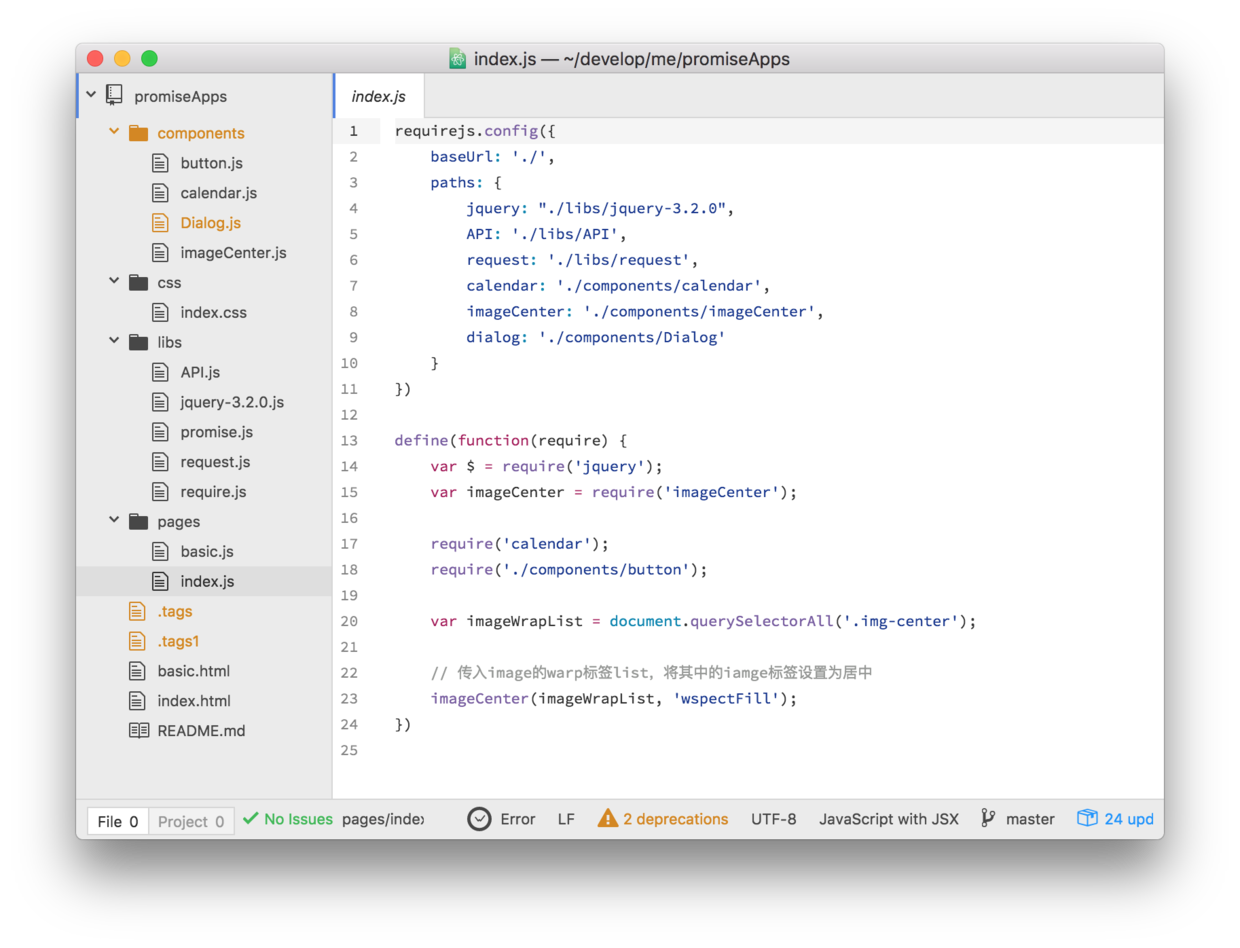 index.js — ~/develop/me/promiseApps
promiseApps
components
button.js
calendar.js
Dialog.js
imageCenter.js
css
index.css
libs
API.js
jquery-3.2.0.js
promise.js
request.js
require.js
pages
basic.js
index.js
.tags
.tags1
basic.html
index.html
README.md
index.js
1 requirejs.config({
2     baseUrl: './',
3     paths: {
4         jquery: "./libs/jquery-3.2.0",
5         API: './libs/API',
6         request: './libs/request',
7         calendar: './components/calendar',
8         imageCenter: './components/imageCenter',
9         dialog: './components/Dialog'
10     }
11 })
12
13 define(function(require) {
14     var $ = require('jquery');
15     var imageCenter = require('imageCenter');
16
17     require('calendar');
18     require('./components/button');
19
20     var imageWrapList = document.querySelectorAll('.img-center');
21
22     // 传入image的warp标签list，将其中的iamge标签设置为居中
23     imageCenter(imageWrapList, 'wspectFill');
24 })
25
File 0 Project 0 No Issues pages/index Error LF 2 deprecations UTF-8 JavaScript with JSX master 24 upd